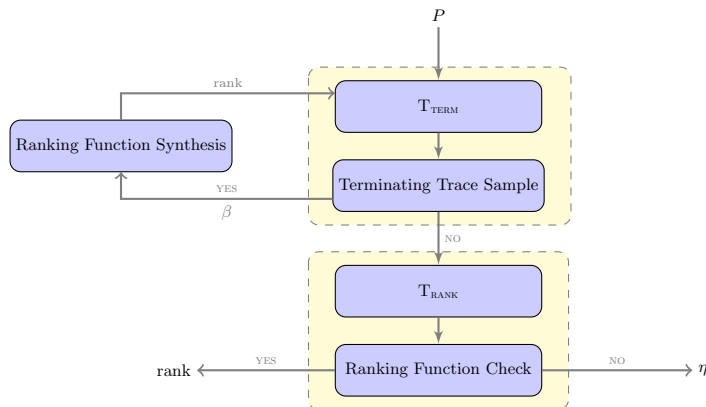 P
rank
T_TERM
Ranking Function Synthesis
Terminating Trace Sample
YES
β
NO
T_RANK
rank
YES
Ranking Function Check
NO
η